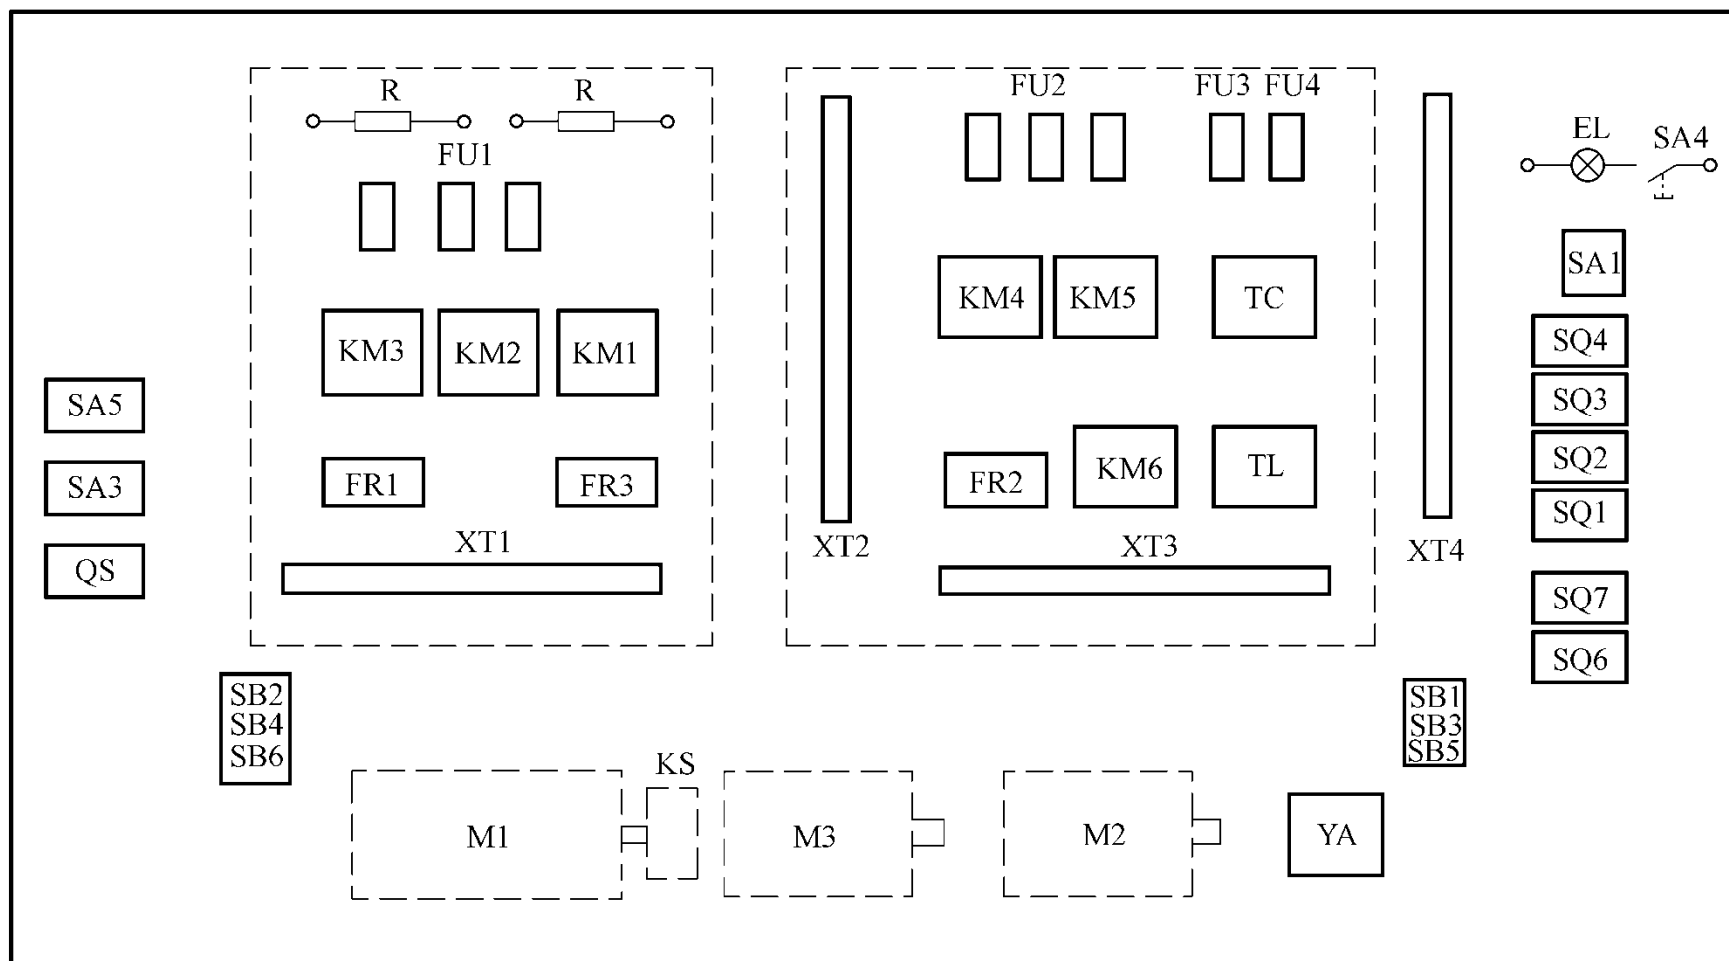 R
R
FU1
KM3
KM2
KM1
FR1
FR3
XT1
SA5
SA3
QS
FU2
FU3
FU4
KM4
KM5
TC
FR2
KM6
TL
XT2
XT3
XT4
EL
SA4
SA1
SQ4
SQ3
SQ2
SQ1
SQ7
SQ6
SB2
SB4
SB6
SB1
SB3
SB5
M1
KS
M3
M2
YA